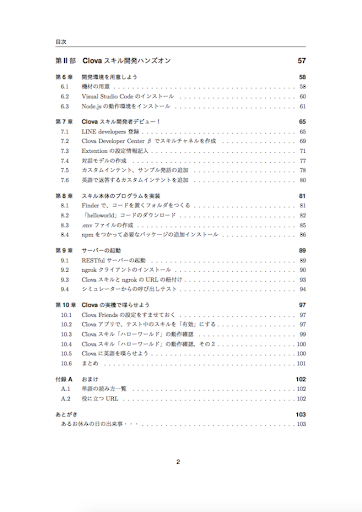 目次
第 II 部 Clova スキル開発ハンズオン 57
第 6 章 開発環境を用意しよう 58
6.1 機材の用意 . . . . . . . . . . . . . . . . . . . . . . . . 58
6.2 Visual Studio Code のインストール . . . . . . . . . . . . . . . . 60
6.3 Node.js の動作環境をインストール . . . . . . . . . . . . . . . . 61
第 7 章 Clova スキル開発者デビュー！ 65
7.1 LINE developers 登録 . . . . . . . . . . . . . . . . . . . . 65
7.2 Clova Developer Center β でスキルチャネルを作成 . . . . . . . . . . 69
7.3 Extention の設定情報記入 . . . . . . . . . . . . . . . . . . . 71
7.4 対話モデルの作成 . . . . . . . . . . . . . . . . . . . . . . 77
7.5 カスタムインテント、サンプル発話の追加 . . . . . . . . . . . . . 78
7.6 英語で返答するカスタムインテントを追加 . . . . . . . . . . . . . 80
第 8 章 スキル本体のプログラムを実装 81
8.1 Finder で、コードを置くフォルダをつくる . . . . . . . . . . . . . 81
8.2 「helloworld」コードのダウンロード . . . . . . . . . . . . . . . 82
8.3 .env ファイルの作成 . . . . . . . . . . . . . . . . . . . . . 85
8.4 npm をつかって必要なパッケージの追加インストール . . . . . . . . . 86
第 9 章 サーバーの起動 89
9.1 RESTful サーバーの起動 . . . . . . . . . . . . . . . . . . . 89
9.2 ngrok クライアントのインストール . . . . . . . . . . . . . . . . 90
9.3 Clova スキルと ngrok の URL の紐付け . . . . . . . . . . . . . . 93
9.4 シミュレーターからの呼び出しテスト . . . . . . . . . . . . . . . 94
第 10 章 Clova の実機で喋らせよう 97
10.1 Clova Friends の設定をすませておく . . . . . . . . . . . . . . . 97
10.2 Clova アプリで、テスト中のスキルを「有効」にする . . . . . . . . . 97
10.3 Clova スキル「ハローワールド」の動作確認 . . . . . . . . . . . . 99
10.4 Clova スキル「ハローワールド」の動作確認、その２ . . . . . . . . . 100
10.5 Clova に英語を喋らせよう . . . . . . . . . . . . . . . . . . . 100
10.6 まとめ . . . . . . . . . . . . . . . . . . . . . . . . . . 101
付録 A おまけ 102
A.1 単語の読み方一覧 . . . . . . . . . . . . . . . . . . . . . . 102
A.2 役に立つ URL . . . . . . . . . . . . . . . . . . . . . . . . 102
あとがき 103
あるお休みの日の出来事・・・ . . . . . . . . . . . . . . . . . . . 103
2